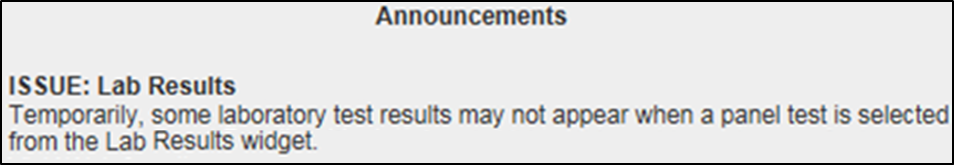 Announcements
ISSUE: Lab Results
Temporarily, some laboratory test results may not appear when a panel test is selected
from the Lab Results widget.